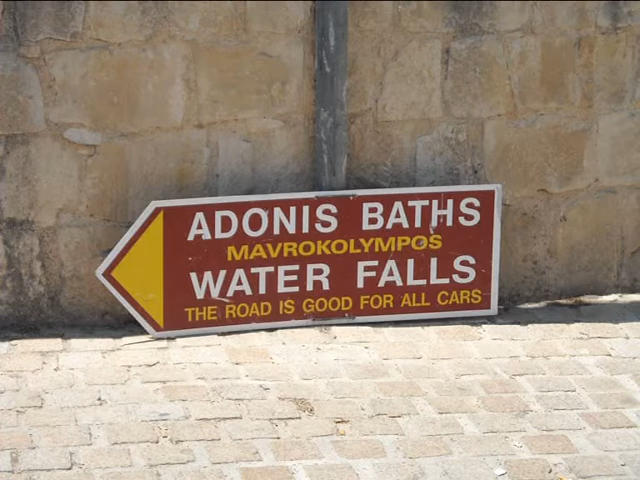 ADONIS BATHS
MAVROKOLYMPOS
WATER FALLS
THE ROAD IS GOOD FOR ALL CARS